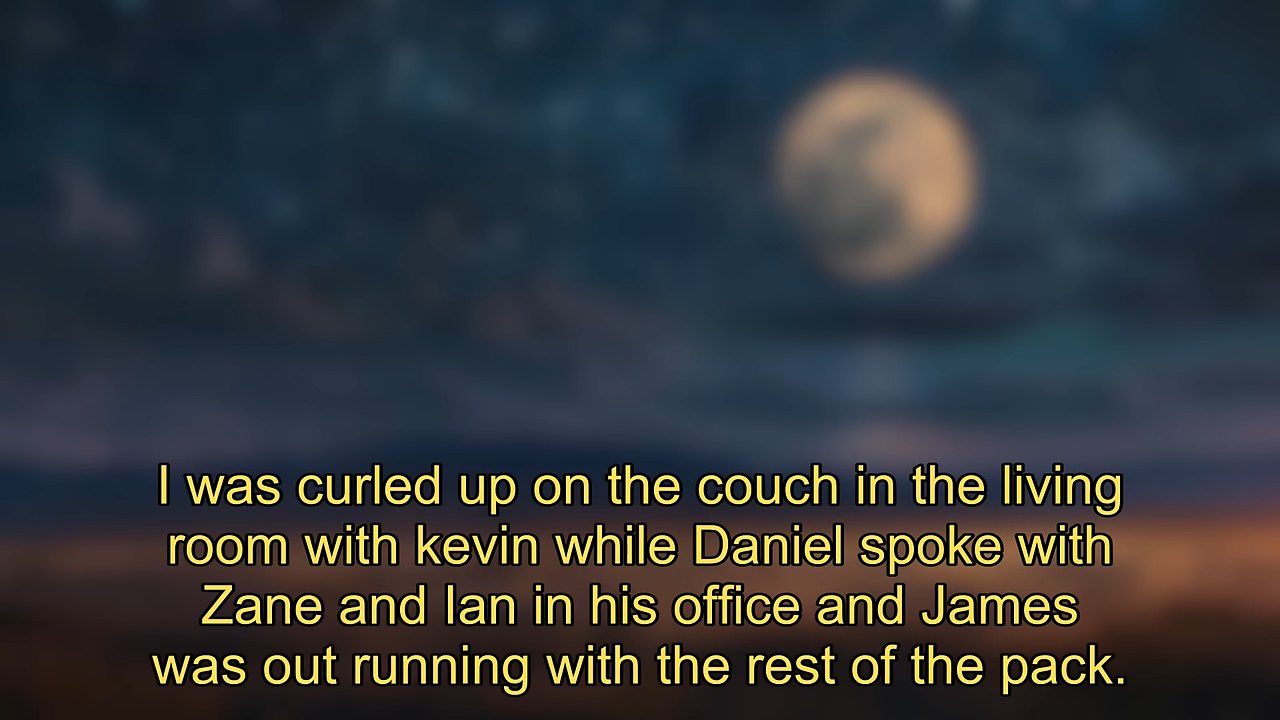 I was curled up on the couch in the living
room with kevin while Daniel spoke with
Zane and Ian in his office and James
was out running with the rest of the pack.